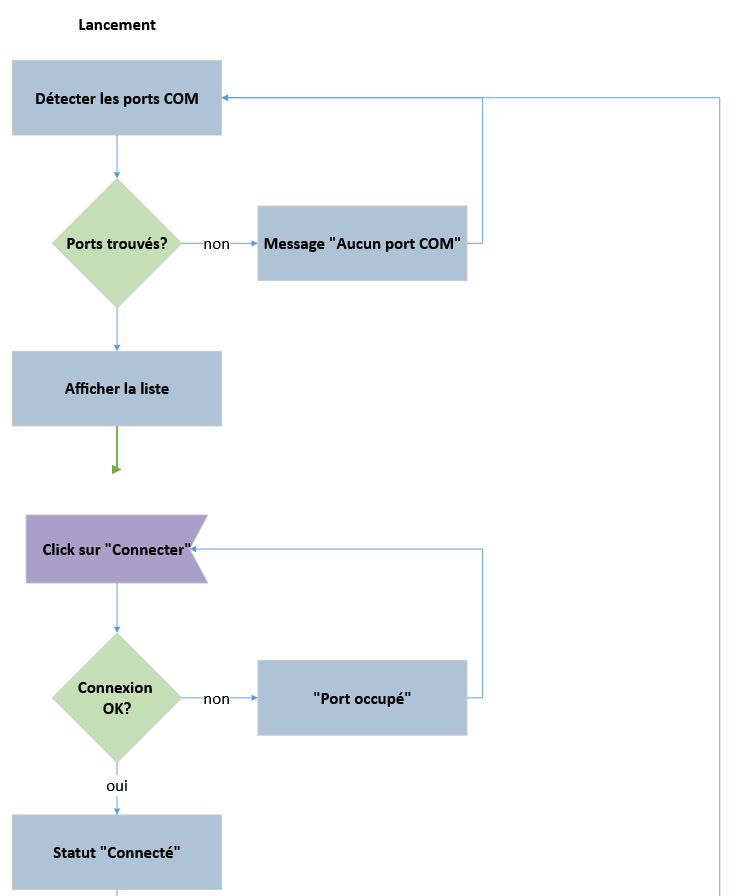 Lancement
Détecter les ports COM
Ports trouvés?
non
Message "Aucun port COM"
Afficher la liste
Click sur "Connecter"
Connexion
OK?
non
"Port occupé"
oui
Statut "Connecté"